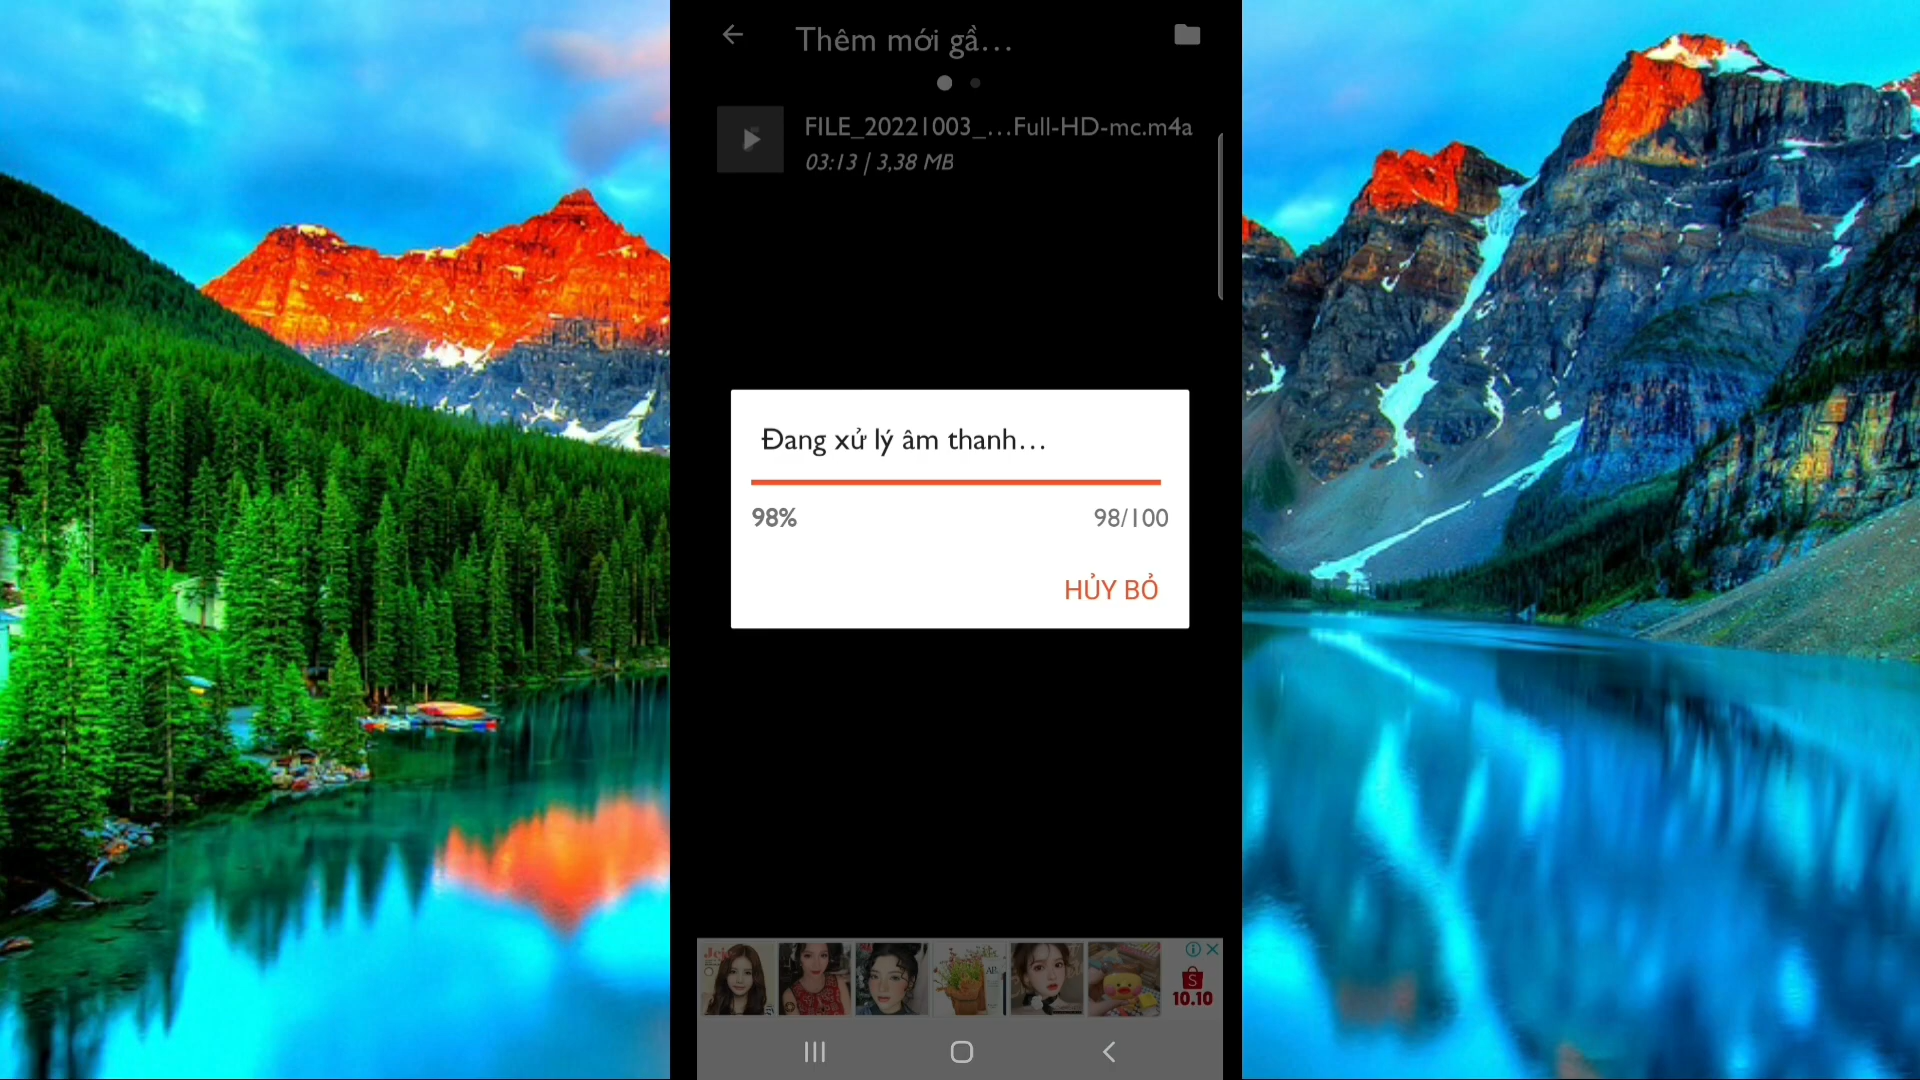 Thêm mới gầ...
FILE_20221003_...Full-HD-mc.m4a
03:13 | 3,38 MB
Đang xử lý âm thanh...
98%
98/100
HỦY BỎ
S
10.10